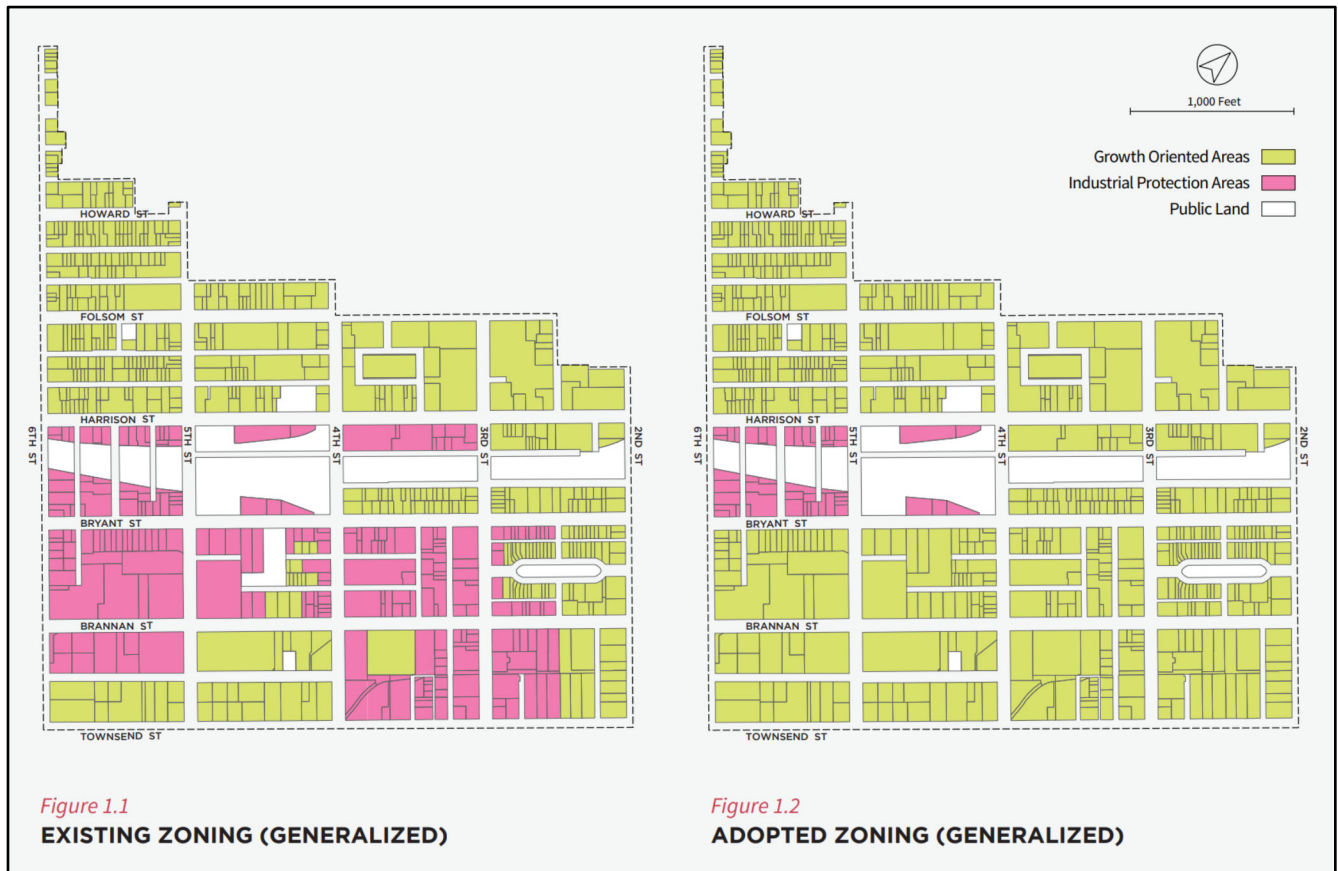 1,000 Feet
Growth Oriented Areas
Industrial Protection Areas
Public Land
HOWARD ST
FOLSOM ST
HARRISON ST
6TH ST
5TH ST
4TH ST
3RD ST
2ND ST
BRYANT ST
BRANNAN ST
TOWNSEND ST
HOWARD ST
FOLSOM ST
HARRISON ST
6TH ST
5TH ST
4TH ST
3RD ST
2ND ST
BRYANT ST
BRANNAN ST
TOWNSEND ST
Figure 1.1
EXISTING ZONING (GENERALIZED)
Figure 1.2
ADOPTED ZONING (GENERALIZED)